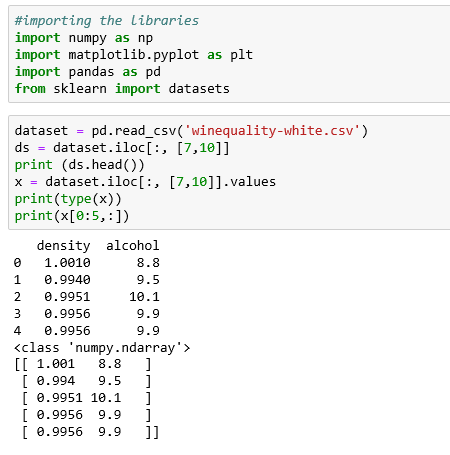 #importing the libraries
import numpy as np
import matplotlib.pyplot as plt
import pandas as pd
from sklearn import datasets
dataset = pd.read_csv('winequality-white.csv')
ds = dataset.iloc[:, [7,10]]
print (ds.head())
x = dataset.iloc[:, [7,10]].values
print(type(x))
print(x[0:5,:])
   density  alcohol
0   1.0010      8.8
1   0.9940      9.5
2   0.9951     10.1
3   0.9956      9.9
4   0.9956      9.9
<class 'numpy.ndarray'>
[[ 1.001   8.8   ]
 [ 0.994   9.5   ]
 [ 0.9951 10.1   ]
 [ 0.9956  9.9   ]
 [ 0.9956  9.9   ]]